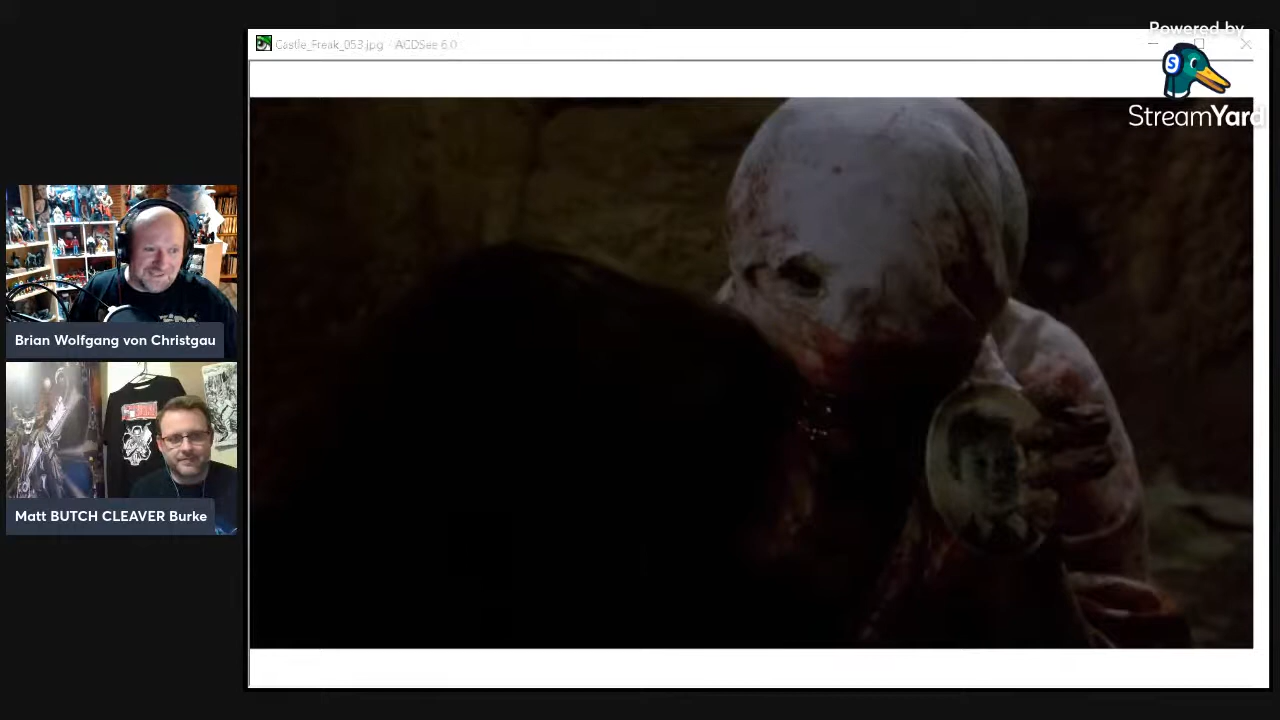 Castle_Freak_053.jpg - ACDSee 6.0
Powered by
StreamYard
Brian Wolfgang von Christgau
Matt BUTCH CLEAVER Burke